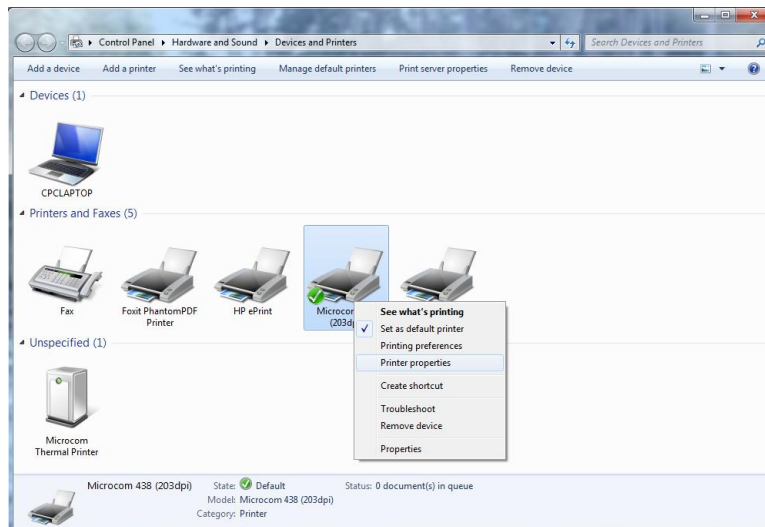 Control Panel ▸ Hardware and Sound ▸ Devices and Printers
Search Devices and Printers
Add a device Add a printer See what's printing Manage default printers Print server properties Remove device
Devices (1)
CPCLAPTOP
Printers and Faxes (5)
Fax
Foxit PhantomPDF
Printer
HP ePrint
(203d
See what's printing
Set as default printer
Printing preferences
Printer properties
Create shortcut
Troubleshoot
Remove device
Properties
Unspecified (1)
Microcom
Thermal Printer
Microcom 438 (203dpi) State: Default Status: 0 document(s) in queue
Model: Microcom 438 (203dpi)
Category: Printer